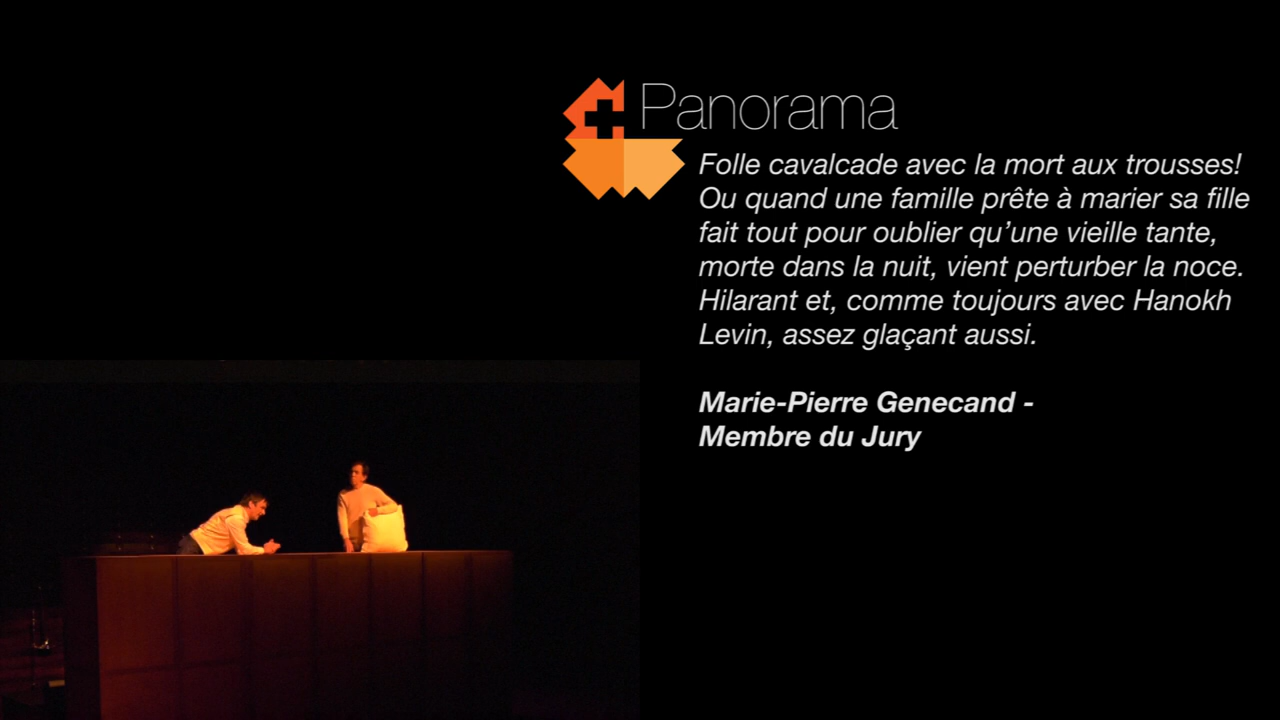 Panorama
Folle cavalcade avec la mort aux trousses!
Ou quand une famille prête à marier sa fille
fait tout pour oublier qu’une vieille tante,
morte dans la nuit, vient perturber la noce.
Hilarant et, comme toujours avec Hanokh
Levin, assez glaçant aussi.
Marie-Pierre Genecand -
Membre du Jury